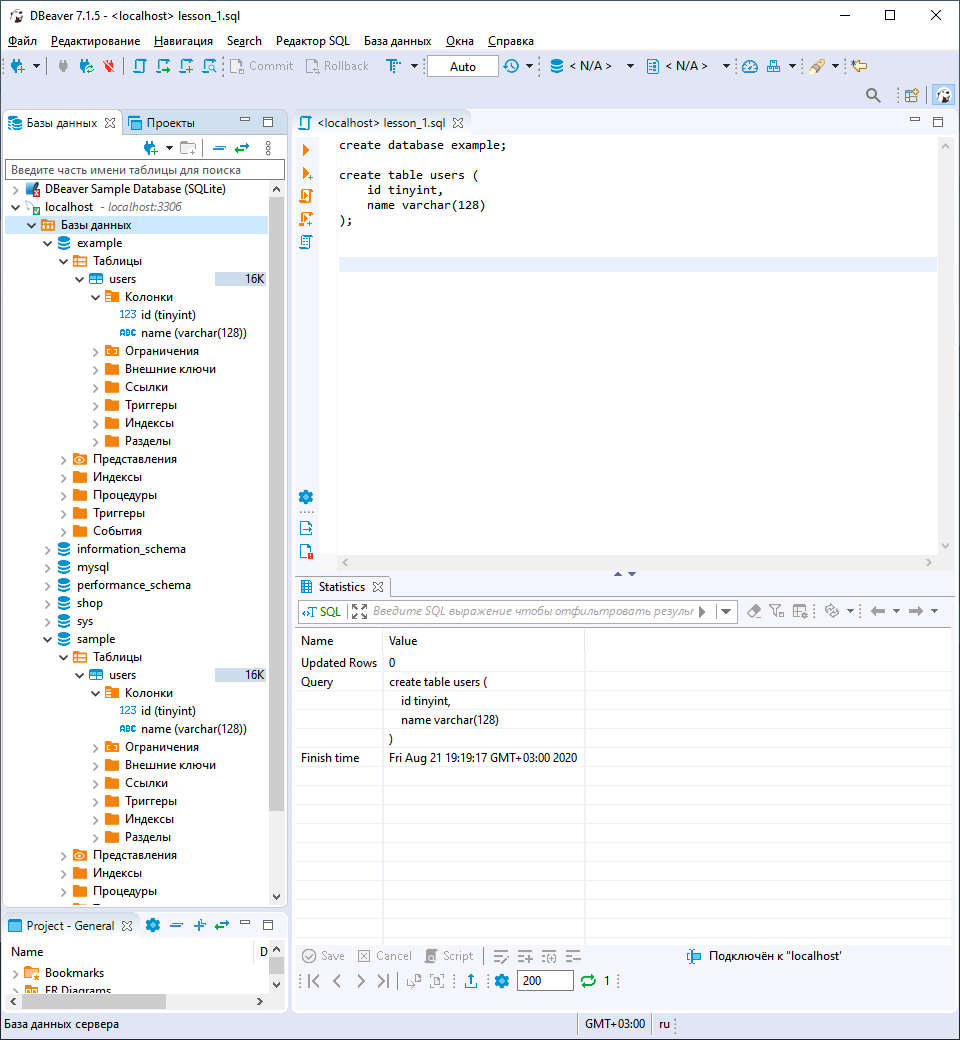 DBeaver 7.1.5 - <localhost> lesson_1.sql
Файл Редактирование Навигация Search Редактор SQL База данных Окна Справка
Commit Rollback T Auto < N/A > < N/A >
Базы данных Проекты
Введите часть имени таблицы для поиска
DBeaver Sample Database (SQLite)
localhost - localhost:3306
Базы данных
example
Таблицы
users 16K
Колонки
123 id (tinyint)
ABC name (varchar(128))
Ограничения
Внешние ключи
Ссылки
Триггеры
Индексы
Разделы
Представления
Индексы
Процедуры
Триггеры
События
information_schema
mysql
performance_schema
shop
sys
sample
Таблицы
users 16K
Колонки
123 id (tinyint)
ABC name (varchar(128))
Ограничения
Внешние ключи
Ссылки
Триггеры
Индексы
Разделы
Представления
Индексы
Процедуры
Project - General
Name D
Bookmarks
ER Diagrams
<localhost> lesson_1.sql
create database example;
create table users (
id tinyint,
name varchar(128)
);
Statistics
SQL Введите SQL выражение чтобы отфильтровать результ
Name Value
Updated Rows 0
Query create table users (
id tinyint,
name varchar(128)
)
Finish time Fri Aug 21 19:19:17 GMT+03:00 2020
Save Cancel Script Подключён к "localhost'
200 1
База данных сервера GMT+03:00 ru